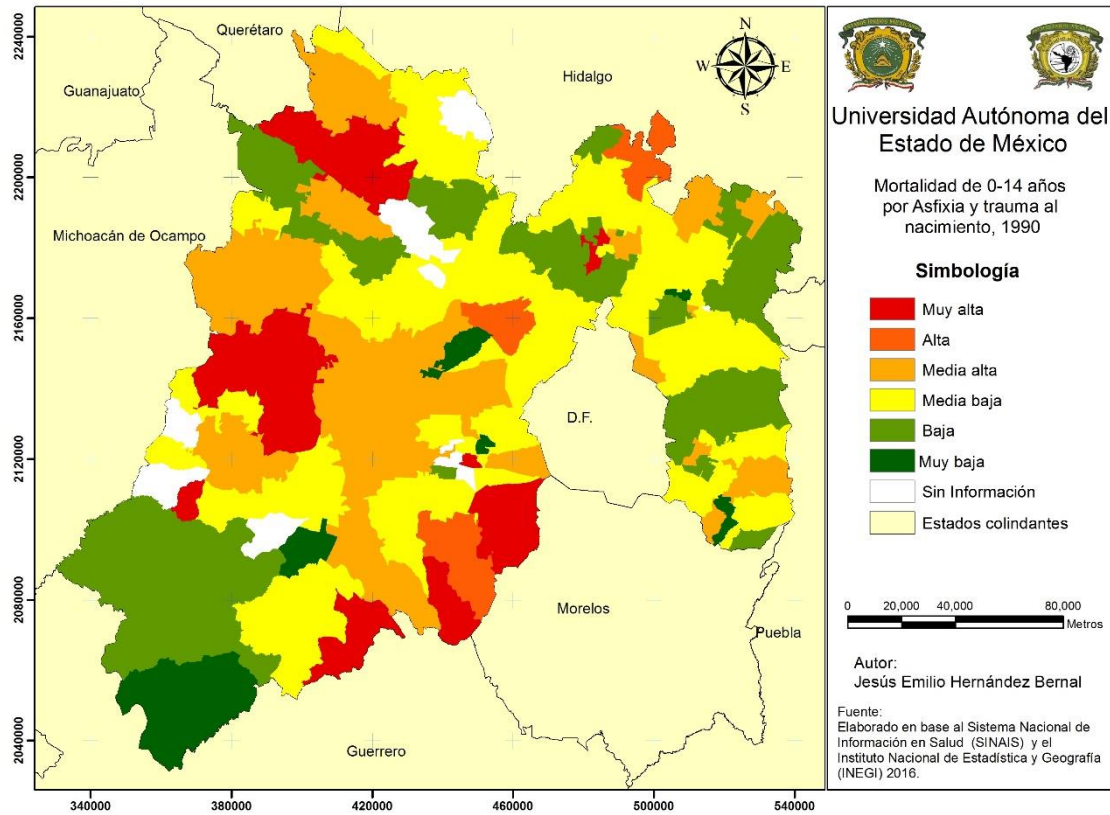 Querétaro
Guanajuato
Hidalgo
Michoacán de Ocampo
D.F.
Morelos
Puebla
Guerrero
N
W E
S
2240000
2200000
2160000
2120000
2080000
2040000
340000 380000 420000 460000 500000 540000
Universidad Autónoma del
Estado de México
Mortalidad de 0-14 años
por Asfixia y trauma al
nacimiento, 1990
Simbología
Muy alta
Alta
Media alta
Media baja
Baja
Muy baja
Sin Información
Estados colindantes
0 20,000 40,000 80,000
Metros
Autor:
Jesús Emilio Hernández Bernal
Fuente:
Elaborado en base al Sistema Nacional de
Información en Salud (SINAIS) y el
Instituto Nacional de Estadística y Geografía
(INEGI) 2016.